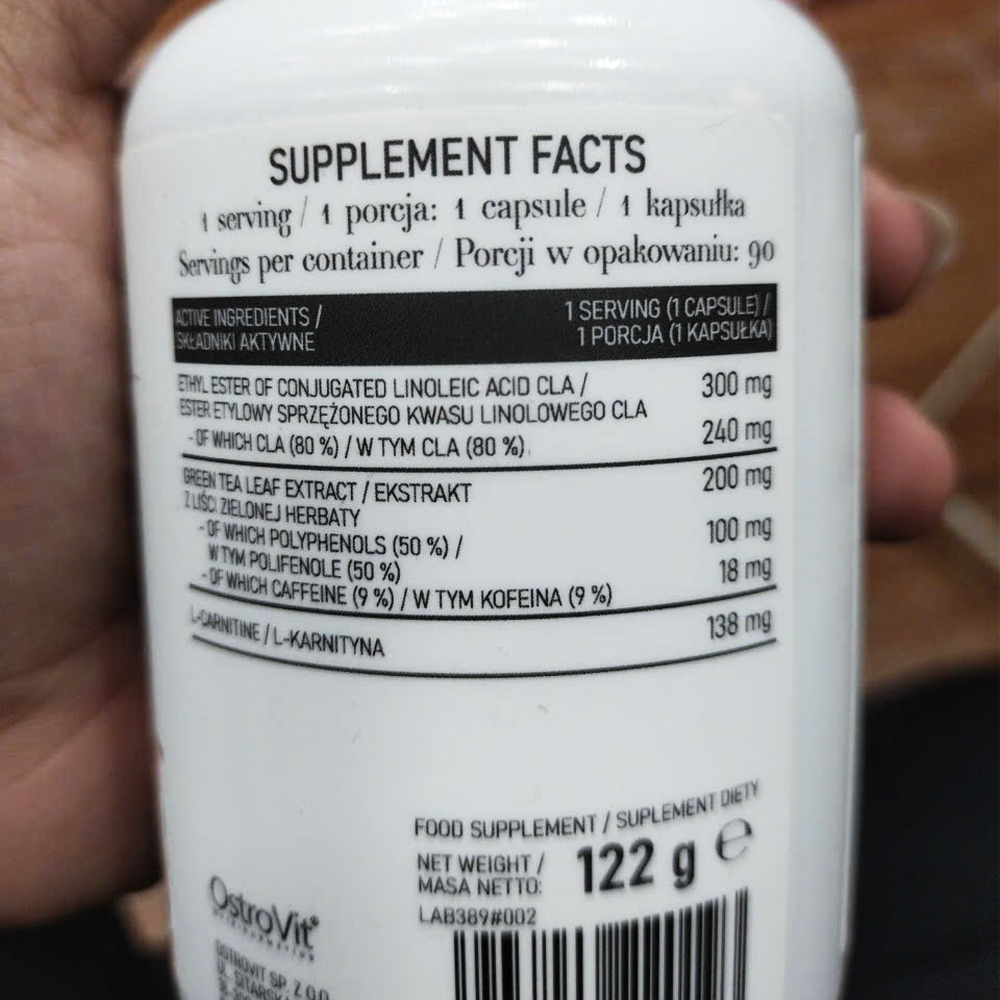 SUPPLEMENT FACTS
1 serving / 1 porcja: 1 capsule / 1 kapsułka
Servings per container / Porcji w opakowaniu: 90
ACTIVE INGREDIENTS / 1 SERVING (1 CAPSULE) /
SKŁADNIKI AKTYWNE 1 PORCJA (1 KAPSUŁKA)
ETHYL ESTER OF CONJUGATED LINOLEIC ACID CLA / 300 mg
ESTER ETYLOWY SPRZĘŻONEGO KWASU LINOLOWEGO CLA
- OF WHICH CLA (80 %) / W TYM CLA (80 %) 240 mg
GREEN TEA LEAF EXTRACT / EKSTRAKT 200 mg
Z LIŚCI ZIELONEJ HERBATY
- OF WHICH POLYPHENOLS (50 %) / 100 mg
W TYM POLIFENOLE (50 %)
- OF WHICH CAFFEINE (9 %) / W TYM KOFEINA (9 %) 18 mg
L-CARNITINE / L-KARNITYNA 138 mg
FOOD SUPPLEMENT / SUPLEMENT DIETY
NET WEIGHT / 122 g e
MASA NETTO:
LAB389#002
OstroVit
OSTROVIT SP. Z O.O.